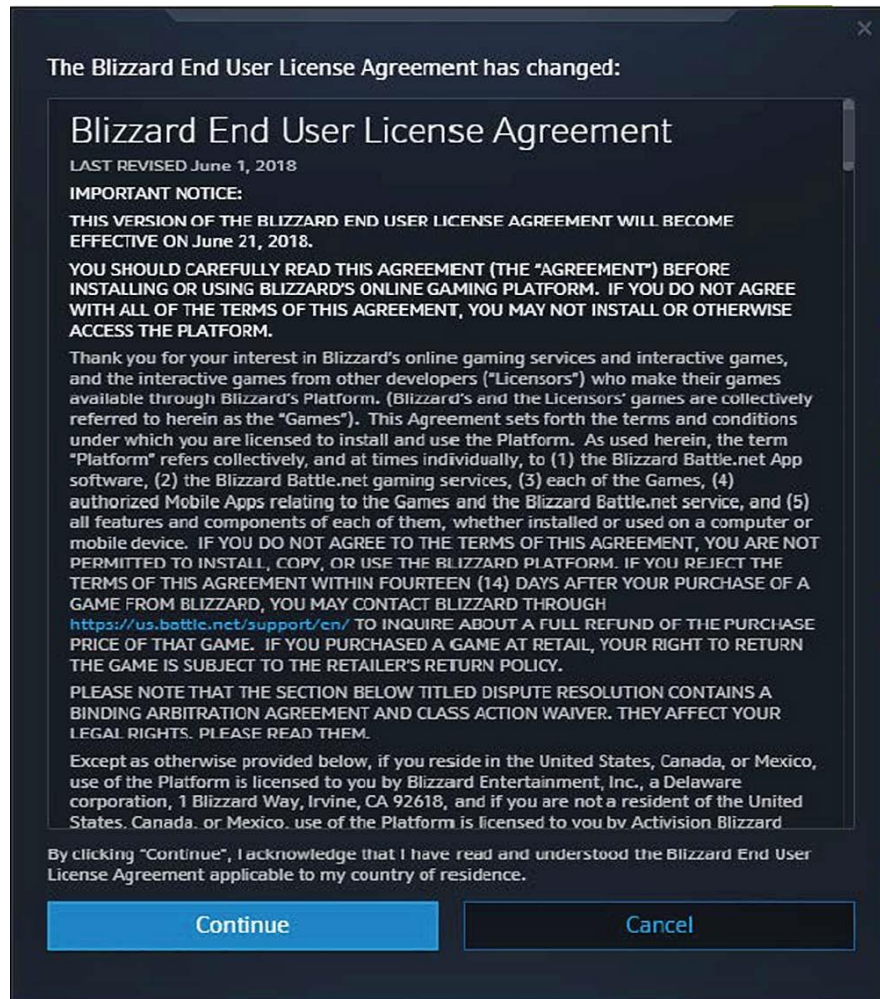 The Blizzard End User License Agreement has changed:
Blizzard End User License Agreement
LAST REVISED June 1, 2018
IMPORTANT NOTICE:
THIS VERSION OF THE BLIZZARD END USER LICENSE AGREEMENT WILL BECOME
EFFECTIVE ON June 21, 2018.
YOU SHOULD CAREFULLY READ THIS AGREEMENT (THE "AGREEMENT") BEFORE
INSTALLING OR USING BLIZZARD'S ONLINE GAMING PLATFORM. IF YOU DO NOT AGREE
WITH ALL OF THE TERMS OF THIS AGREEMENT, YOU MAY NOT INSTALL OR OTHERWISE
ACCESS THE PLATFORM.
Thank you for your interest in Blizzard's online gaming services and interactive games,
and the interactive games from other developers ("Licensors") who make their games
available through Blizzard's Platform. (Blizzard's and the Licensors' games are collectively
referred to herein as the "Games"). This Agreement sets forth the terms and conditions
under which you are licensed to install and use the Platform. As used herein, the term
"Platform" refers collectively, and at times individually, to (1) the Blizzard Battle.net App
software, (2) the Blizzard Battle.net gaming services, (3) each of the Games, (4)
authorized Mobile Apps relating to the Games and the Blizzard Battle.net service, and (5)
all features and components of each of them, whether installed or used on a computer or
mobile device. IF YOU DO NOT AGREE TO THE TERMS OF THIS AGREEMENT, YOU ARE NOT
PERMITTED TO INSTALL, COPY, OR USE THE BLIZZARD PLATFORM. IF YOU REJECT THE
TERMS OF THIS AGREEMENT WITHIN FOURTEEN (14) DAYS AFTER YOUR PURCHASE OF A
GAME FROM BLIZZARD, YOU MAY CONTACT BLIZZARD THROUGH
https://us.battle.net/support/en/ TO INQUIRE ABOUT A FULL REFUND OF THE PURCHASE
PRICE OF THAT GAME. IF YOU PURCHASED A GAME AT RETAIL, YOUR RIGHT TO RETURN
THE GAME IS SUBJECT TO THE RETAILER'S RETURN POLICY.
PLEASE NOTE THAT THE SECTION BELOW TITLED DISPUTE RESOLUTION CONTAINS A
BINDING ARBITRATION AGREEMENT AND CLASS ACTION WAIVER. THEY AFFECT YOUR
LEGAL RIGHTS. PLEASE READ THEM.
Except as otherwise provided below, if you reside in the United States, Canada, or Mexico,
use of the Platform is licensed to you by Blizzard Entertainment, Inc., a Delaware
corporation, 1 Blizzard Way, Irvine, CA 92618, and if you are not a resident of the United
States, Canada, or Mexico, use of the Platform is licensed to you by Activision Blizzard
By clicking "Continue", I acknowledge that I have read and understood the Blizzard End User
License Agreement applicable to my country of residence.
Continue
Cancel